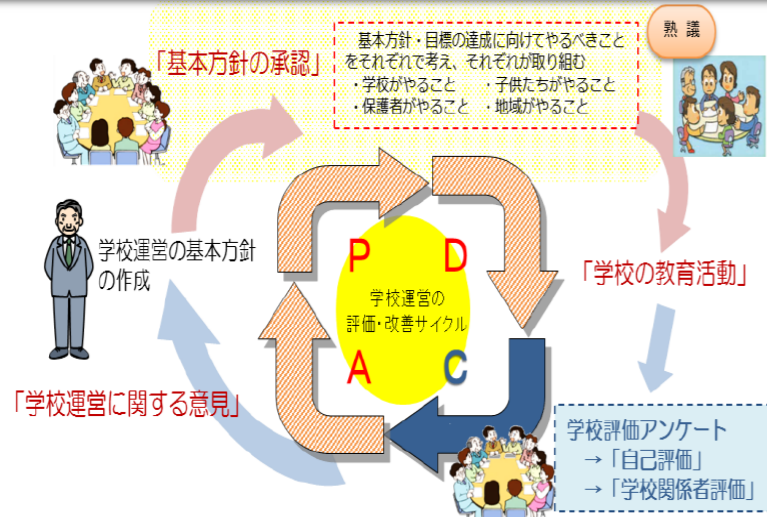 熟 議
「基本方針の承認」
基本方針・目標の達成に向けてやるべきこと
をそれぞれで考え、それぞれが取り組む
・学校がやること ・子供たちがやること
・保護者がやること ・地域がやること
学校運営の基本方針
の作成
P D
学校運営の
評価・改善サイクル
A C
「学校の教育活動」
「学校運営に関する意見」
学校評価アンケート
→「自己評価」
→「学校関係者評価」